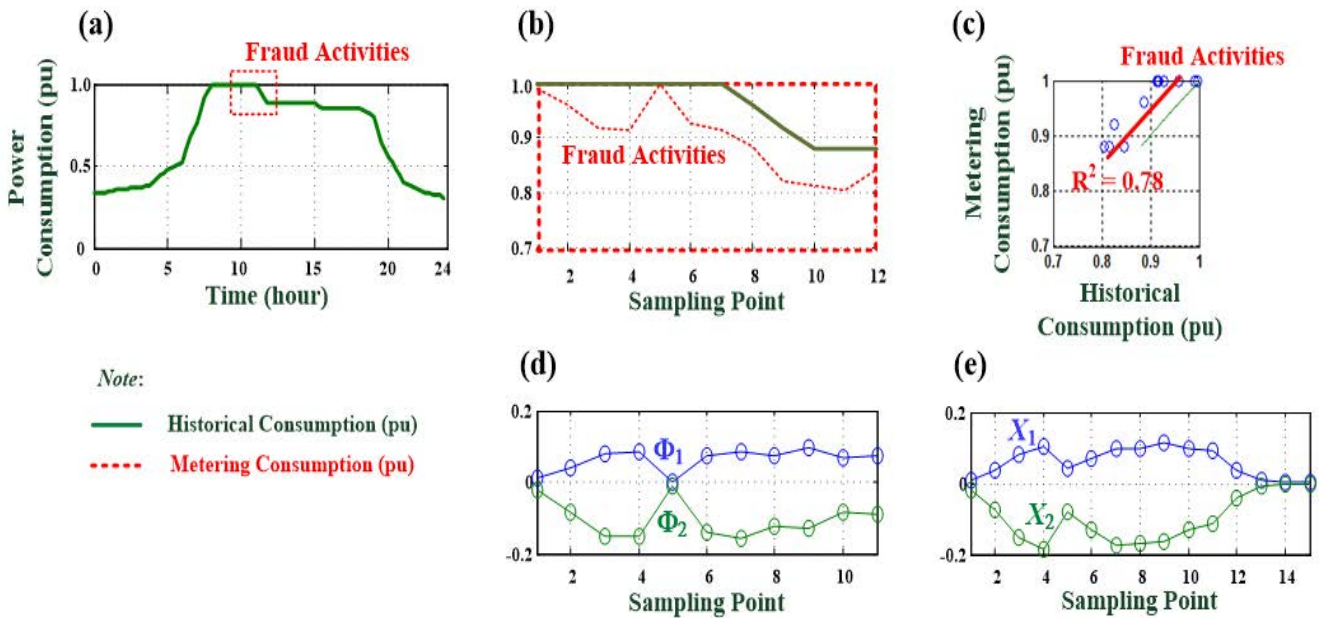 (a)
Fraud Activities
Power
Consumption (pu)
1.0
0.5
0
0 5 10 15 20 24
Time (hour)
(b)
1.0
0.9
0.8
0.7
Fraud Activities
2 4 6 8 10 12
Sampling Point
(c)
Fraud Activities
Metering
Consumption (pu)
1
0.9
0.8
0.7
R² = 0.78
0.7 0.8 0.9 1
Historical
Consumption (pu)
Note:
Historical Consumption (pu)
Metering Consumption (pu)
(d)
0.2
0
-0.2
Φ1
Φ2
2 4 6 8 10
Sampling Point
(e)
0.2
0.0
-0.2
X1
X2
2 4 6 8 10 12 14
Sampling Point